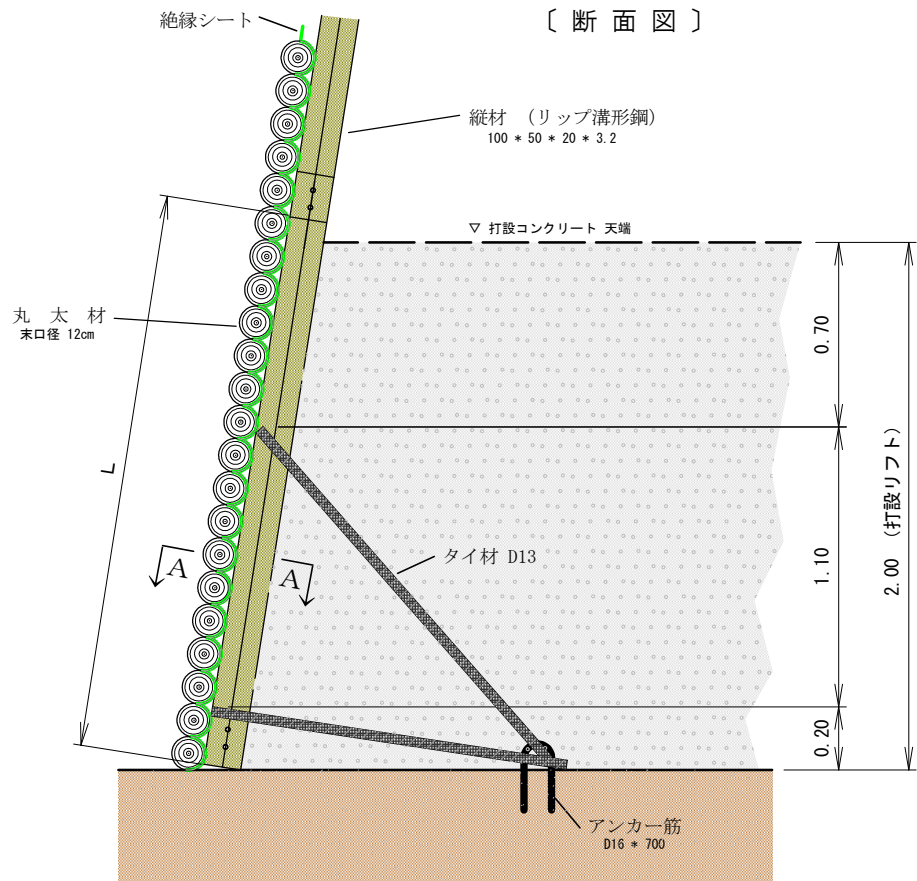 〔 断 面 図 〕
絶縁シート
縦材 (リップ溝形鋼)
100 * 50 * 20 * 3.2
▽ 打設コンクリート 天端
丸 太 材
末口径 12cm
0.70
L
1.10
2.00 (打設リフト)
タイ材 D13
A
A
0.20
アンカー筋
D16 * 700